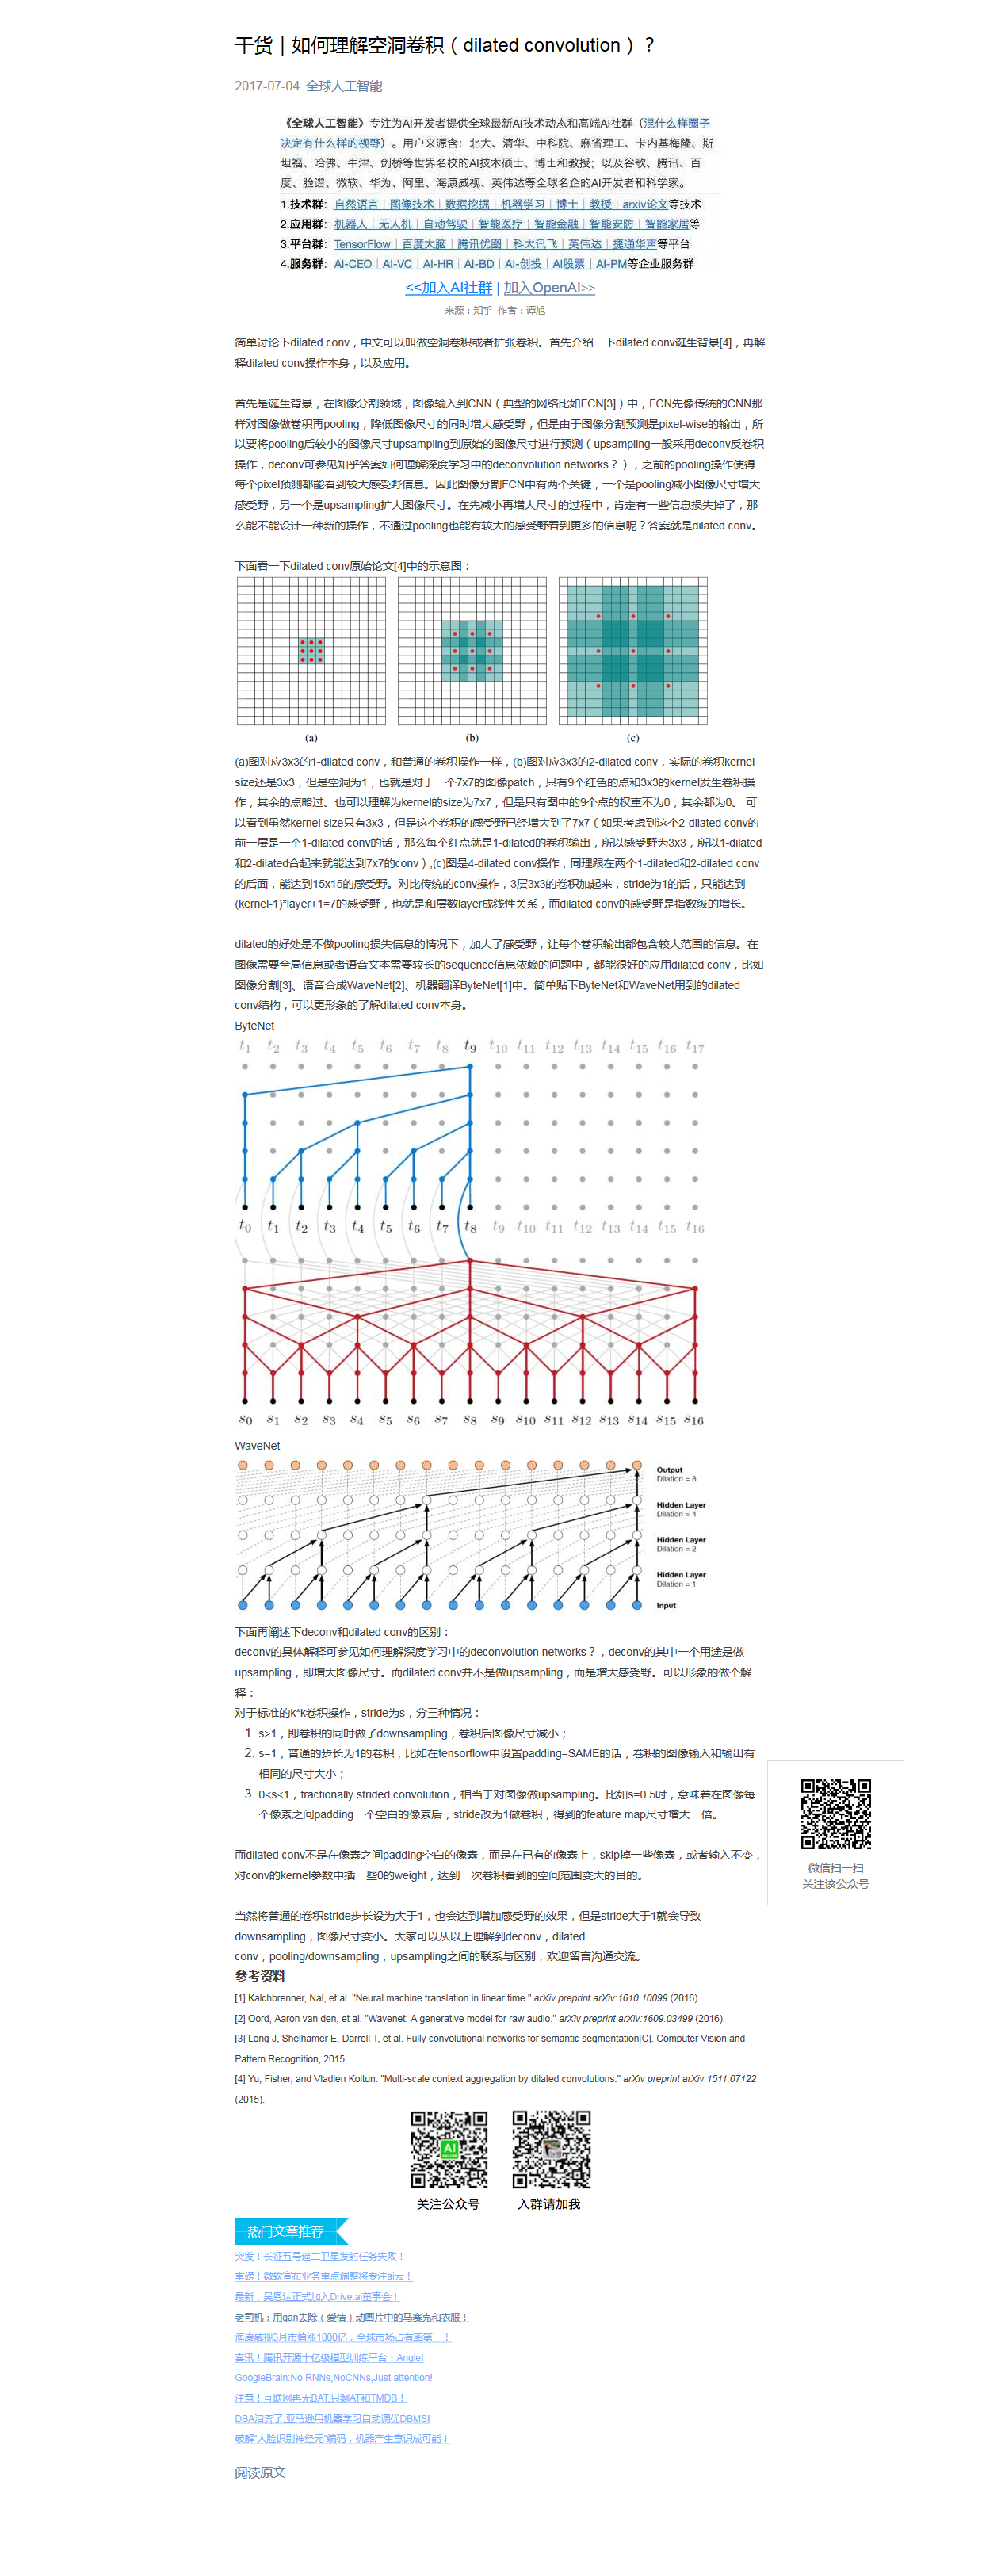 干货 | 如何理解空洞卷积（dilated convolution）？
2017-07-04 全球人工智能
《全球人工智能》专注为AI开发者提供全球最新AI技术动态和高端AI社群（混什么样圈子
决定有什么样的视野）。用户来源含：北大、清华、中科院、麻省理工、卡内基梅隆、斯
坦福、哈佛、牛津、剑桥等世界名校的AI技术硕士、博士和教授；以及谷歌、腾讯、百
度、脸谱、微软、华为、阿里、海康威视、英伟达等全球名企的AI开发者和科学家。
1.技术群：自然语言 | 图像技术 | 数据挖掘 | 机器学习 | 博士 | 教授 | arxiv论文等技术
2.应用群：机器人 | 无人机 | 自动驾驶 | 智能医疗 | 智能金融 | 智能安防 | 智能家居等
3.平台群：TensorFlow | 百度大脑 | 腾讯优图 | 科大讯飞 | 英伟达 | 捷通华声等平台
4.服务群：AI-CEO | AI-VC | AI-HR | AI-BD | AI-创投 | AI股票 | AI-PM等企业服务群
<<加入AI社群 | 加入OpenAI>>
来源：知乎 作者：谭旭
简单讨论下dilated conv，中文可以叫做空洞卷积或者扩张卷积。首先介绍一下dilated conv诞生背景[4]，再解
释dilated conv操作本身，以及应用。
首先是诞生背景，在图像分割领域，图像输入到CNN（典型的网络比如FCN[3]）中，FCN先像传统的CNN那
样对图像做卷积再pooling，降低图像尺寸的同时增大感受野，但是由于图像分割预测是pixel-wise的输出，所
以要将pooling后较小的图像尺寸upsampling到原始的图像尺寸进行预测（upsampling一般采用deconv反卷积
操作，deconv可参见知乎答案如何理解深度学习中的deconvolution networks？），之前的pooling操作使得
每个pixel预测都能看到较大感受野信息。因此图像分割FCN中有两个关键，一个是pooling减小图像尺寸增大
感受野，另一个是upsampling扩大图像尺寸。在先减小再增大尺寸的过程中，肯定有一些信息损失掉了，那
么能不能设计一种新的操作，不通过pooling也能有较大的感受野看到更多的信息呢？答案就是dilated conv。
下面看一下dilated conv原始论文[4]中的示意图：
(a) (b) (c)
(a)图对应3x3的1-dilated conv，和普通的卷积操作一样，(b)图对应3x3的2-dilated conv，实际的卷积kernel
size还是3x3，但是空洞为1，也就是对于一个7x7的图像patch，只有9个红色的点和3x3的kernel发生卷积操
作，其余的点略过。也可以理解为kernel的size为7x7，但是只有图中的9个点的权重不为0，其余都为0。 可
以看到虽然kernel size只有3x3，但是这个卷积的感受野已经增大到了7x7（如果考虑到这个2-dilated conv的
前一层是一个1-dilated conv的话，那么每个红点就是1-dilated的卷积输出，所以感受野为3x3，所以1-dilated
和2-dilated合起来就能达到7x7的conv）,(c)图是4-dilated conv操作，同理跟在两个1-dilated和2-dilated conv
的后面，能达到15x15的感受野。对比传统的conv操作，3层3x3的卷积加起来，stride为1的话，只能达到
(kernel-1)*layer+1=7的感受野，也就是和层数layer成线性关系，而dilated conv的感受野是指数级的增长。
dilated的好处是不做pooling损失信息的情况下，加大了感受野，让每个卷积输出都包含较大范围的信息。在
图像需要全局信息或者语音文本需要较长的sequence信息依赖的问题中，都能很好的应用dilated conv，比如
图像分割[3]、语音合成WaveNet[2]、机器翻译ByteNet[1]中。简单贴下ByteNet和WaveNet用到的dilated
conv结构，可以更形象的了解dilated conv本身。
ByteNet
t1 t2 t3 t4 t5 t6 t7 t8 t9 t10 t11 t12 t13 t14 t15 t16 t17
t0 t1 t2 t3 t4 t5 t6 t7 t8 t9 t10 t11 t12 t13 t14 t15 t16
s0 s1 s2 s3 s4 s5 s6 s7 s8 s9 s10 s11 s12 s13 s14 s15 s16
WaveNet
Output
Dilation = 8
Hidden Layer
Dilation = 4
Hidden Layer
Dilation = 2
Hidden Layer
Dilation = 1
Input
下面再阐述下deconv和dilated conv的区别：
deconv的具体解释可参见如何理解深度学习中的deconvolution networks？，deconv的其中一个用途是做
upsampling，即增大图像尺寸。而dilated conv并不是做upsampling，而是增大感受野。可以形象的做个解
释：
对于标准的k*k卷积操作，stride为s，分三种情况：
1. s>1，即卷积的同时做了downsampling，卷积后图像尺寸减小；
2. s=1，普通的步长为1的卷积，比如在tensorflow中设置padding=SAME的话，卷积的图像输入和输出有
相同的尺寸大小；
3. 0<s<1，fractionally strided convolution，相当于对图像做upsampling。比如s=0.5时，意味着在图像每
个像素之间padding一个空白的像素后，stride改为1做卷积，得到的feature map尺寸增大一倍。
微信扫一扫
关注该公众号
而dilated conv不是在像素之间padding空白的像素，而是在已有的像素上，skip掉一些像素，或者输入不变，
对conv的kernel参数中插一些0的weight，达到一次卷积看到的空间范围变大的目的。
当然将普通的卷积stride步长设为大于1，也会达到增加感受野的效果，但是stride大于1就会导致
downsampling，图像尺寸变小。大家可以从以上理解到deconv，dilated
conv，pooling/downsampling，upsampling之间的联系与区别，欢迎留言沟通交流。
参考资料
[1] Kalchbrenner, Nal, et al. "Neural machine translation in linear time." arXiv preprint arXiv:1610.10099 (2016).
[2] Oord, Aaron van den, et al. "Wavenet: A generative model for raw audio." arXiv preprint arXiv:1609.03499 (2016).
[3] Long J, Shelhamer E, Darrell T, et al. Fully convolutional networks for semantic segmentation[C]. Computer Vision and
Pattern Recognition, 2015.
[4] Yu, Fisher, and Vladlen Koltun. "Multi-scale context aggregation by dilated convolutions." arXiv preprint arXiv:1511.07122
(2015).
AI
关注公众号 入群请加我
热门文章推荐
突发！长征五号遥二卫星发射任务失败！
重磅！微软宣布业务重点调整将专注ai云！
最新，吴恩达正式加入Drive.ai董事会！
老司机：用gan去除（爱情）动画片中的马赛克和衣服！
海康威视3月市值涨1000亿，全球市场占有率第一！
喜讯！腾讯开源十亿级模型训练平台：Angle!
GoogleBrain:No RNNs,NoCNNs,Just attention!
注意！互联网再无BAT,只剩AT和TMDB！
DBA泪奔了,亚马逊用机器学习自动调优DBMS!
破解“人脸识别神经元”编码，机器产生意识成可能！
阅读原文